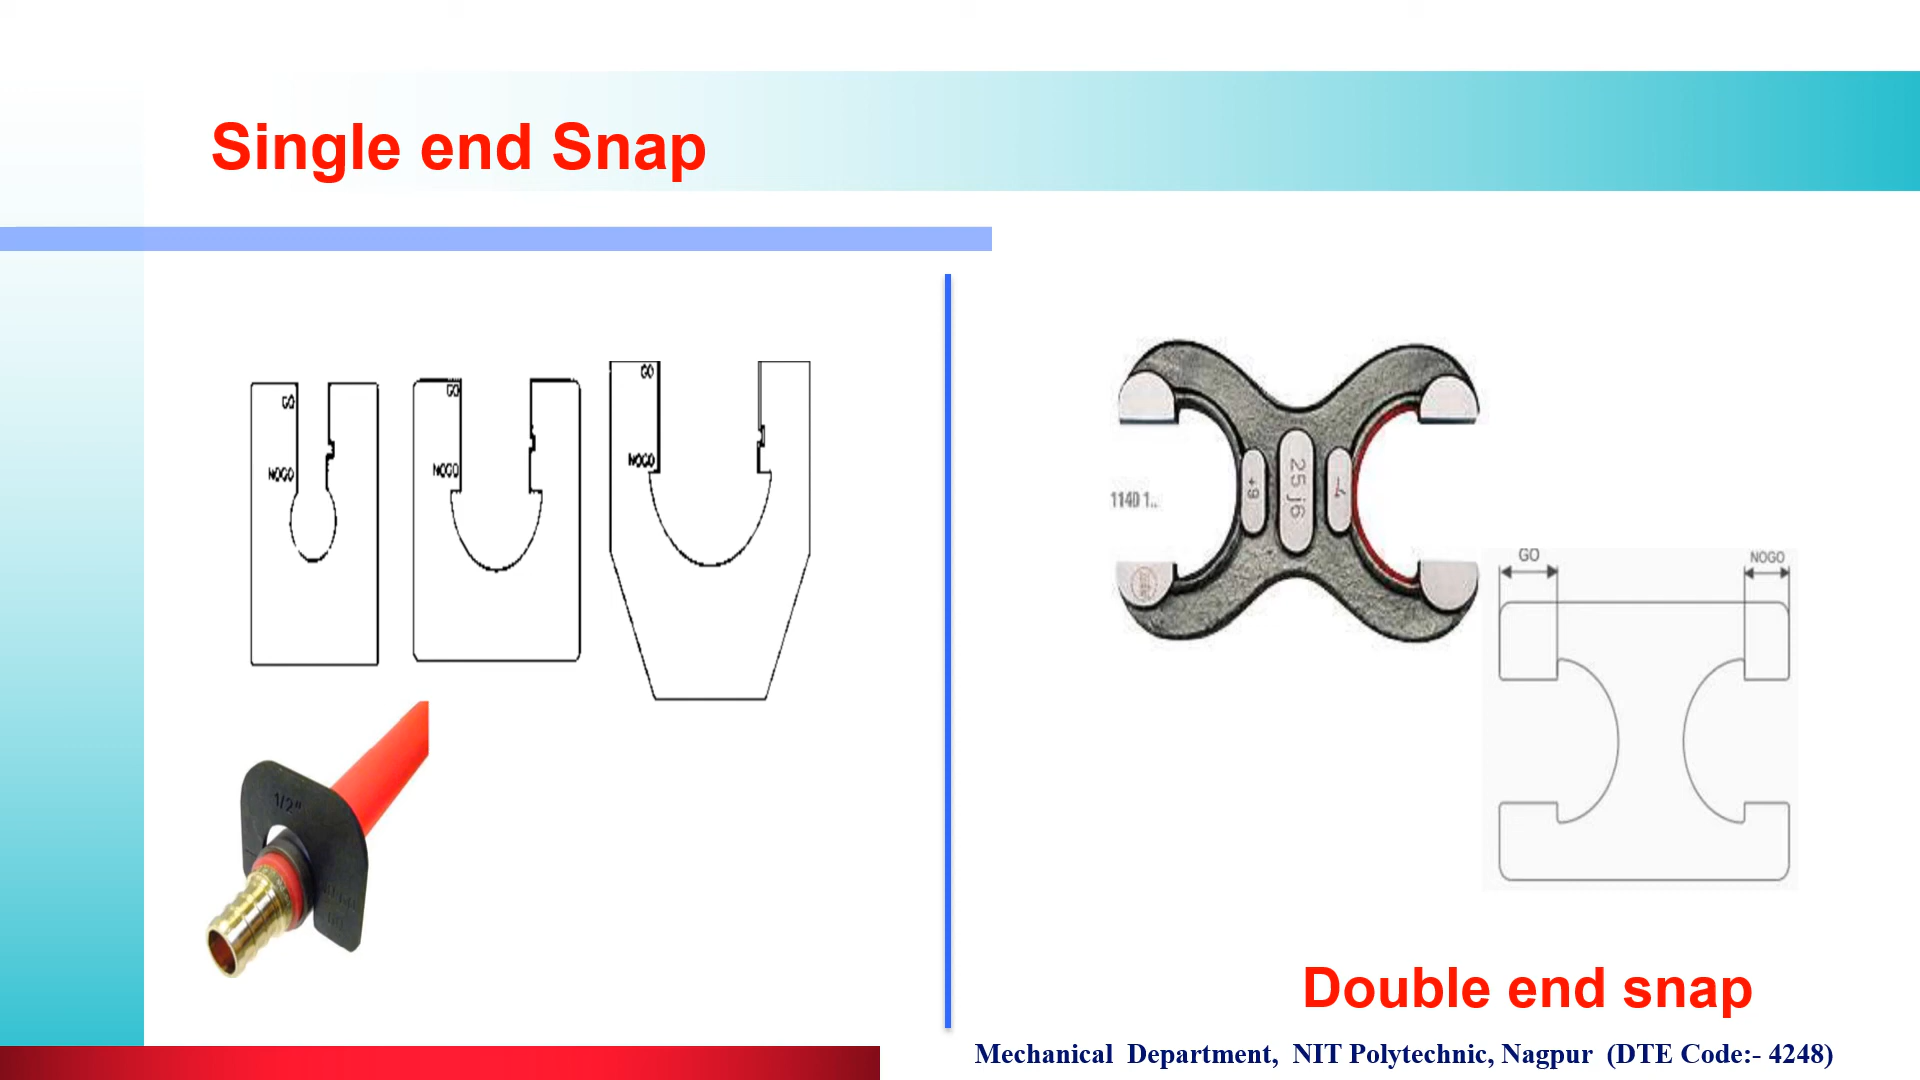 Single end Snap
GO
NOGO
GO
NOGO
GO
NOGO
1/2"
25 j6
+9
-4
1140 1..
GO
NOGO
Double end snap
Mechanical Department, NIT Polytechnic, Nagpur (DTE Code:- 4248)